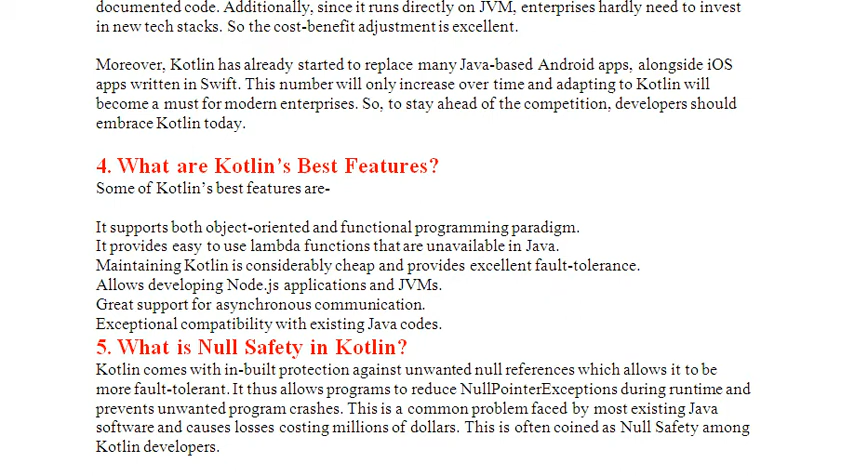 documented code. Additionally, since it runs directly on JVM, enterprises hardly need to invest
in new tech stacks. So the cost-benefit adjustment is excellent.
Moreover, Kotlin has already started to replace many Java-based Android apps, alongside iOS
apps written in Swift. This number will only increase over time and adapting to Kotlin will
become a must for modern enterprises. So, to stay ahead of the competition, developers should
embrace Kotlin today.
4. What are Kotlin's Best Features?
Some of Kotlin's best features are-
It supports both object-oriented and functional programming paradigm.
It provides easy to use lambda functions that are unavailable in Java.
Maintaining Kotlin is considerably cheap and provides excellent fault-tolerance.
Allows developing Node.js applications and JVMs.
Great support for asynchronous communication.
Exceptional compatibility with existing Java codes.
5. What is Null Safety in Kotlin?
Kotlin comes with in-built protection against unwanted null references which allows it to be
more fault-tolerant. It thus allows programs to reduce NullPointerExceptions during runtime and
prevents unwanted program crashes. This is a common problem faced by most existing Java
software and causes losses costing millions of dollars. This is often coined as Null Safety among
Kotlin developers.